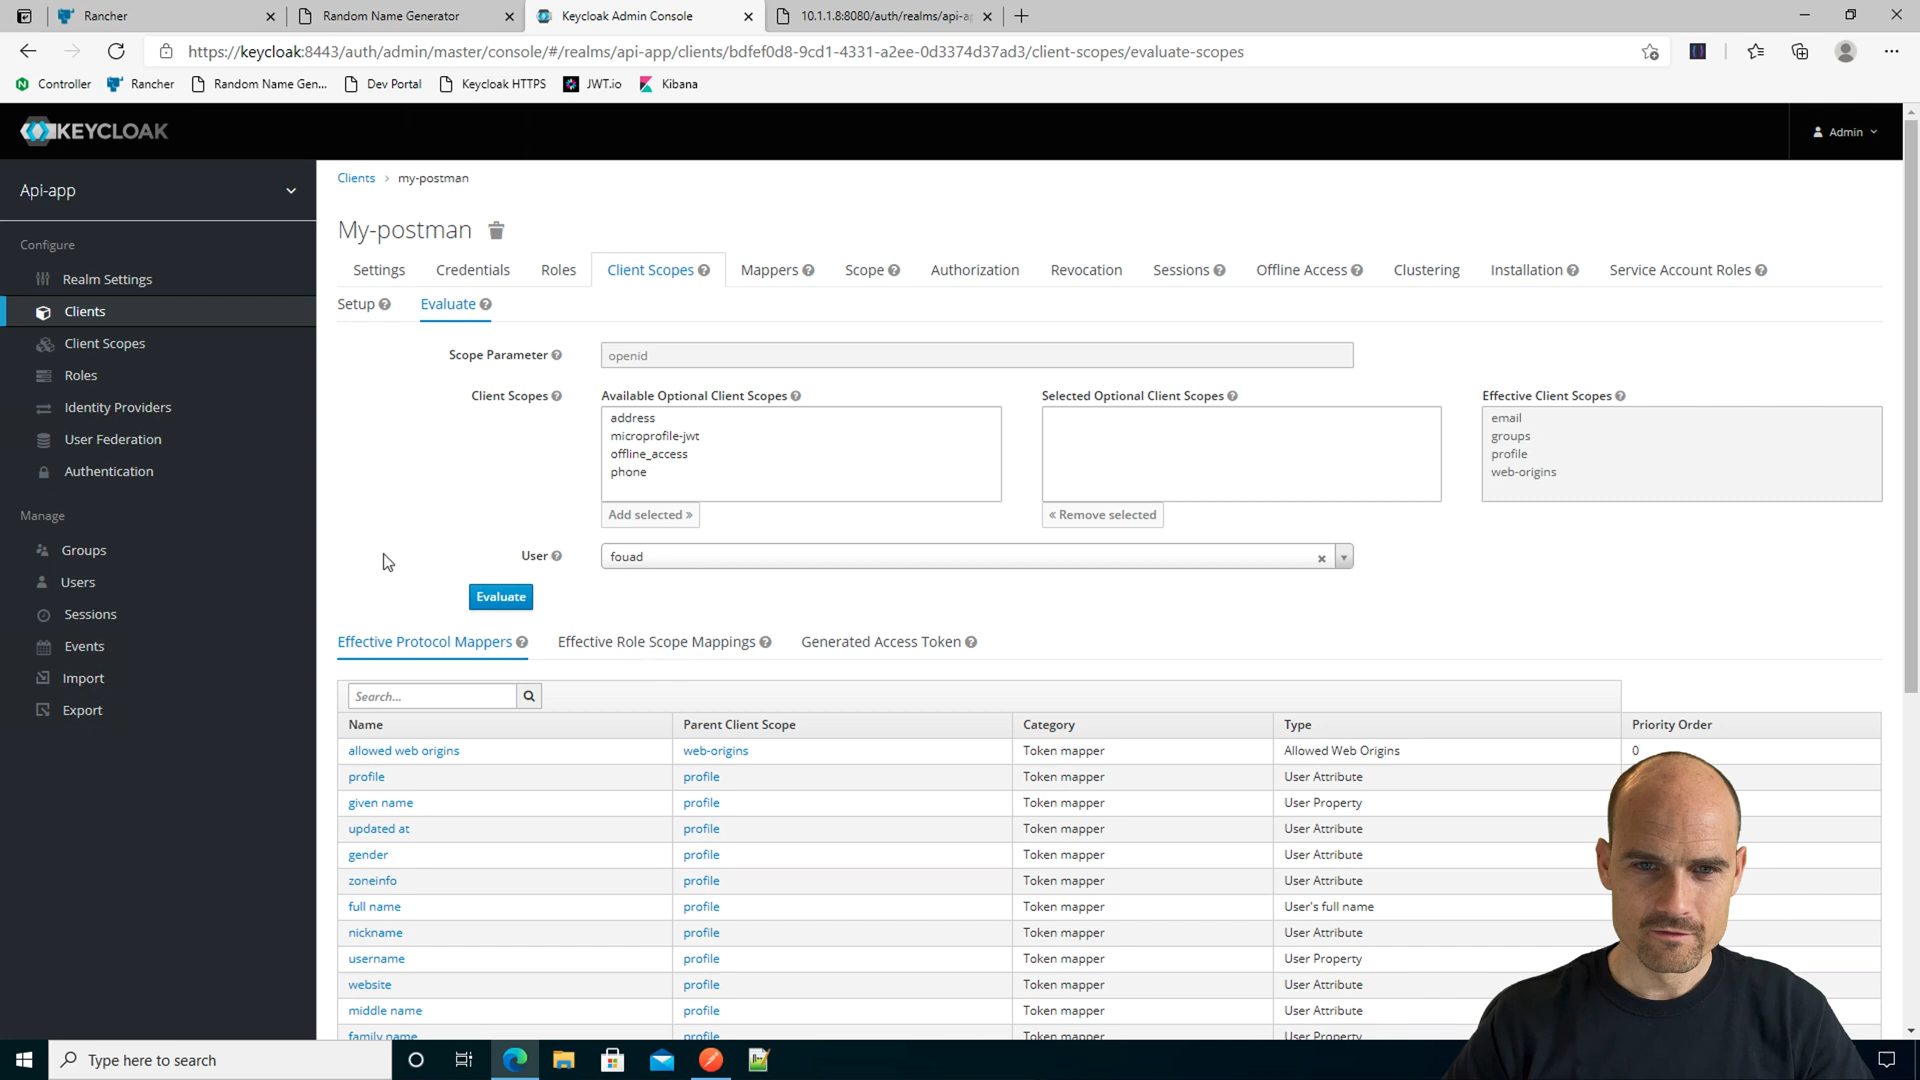 Rancher
Random Name Generator
Keycloak Admin Console
10.1.1.8:8080/auth/realms/api-ap
https://keycloak:8443/auth/admin/master/console/#/realms/api-app/clients/bdfef0d8-9cd1-4331-a2ee-0d3374d37ad3/client-scopes/evaluate-scopes
Controller Rancher Random Name Gen... Dev Portal Keycloak HTTPS JWT.io Kibana
KEYCLOAK
Admin
Api-app
Configure
Realm Settings
Clients
Client Scopes
Roles
Identity Providers
User Federation
Authentication
Manage
Groups
Users
Sessions
Events
Import
Export
Clients > my-postman
My-postman
Settings Credentials Roles Client Scopes Mappers Scope Authorization Revocation Sessions Offline Access Clustering Installation Service Account Roles
Setup Evaluate
Scope Parameter openid
Client Scopes Available Optional Client Scopes Selected Optional Client Scopes Effective Client Scopes
address
microprofile-jwt
offline_access
phone
email
groups
profile
web-origins
Add selected » « Remove selected
User fouad
Evaluate
Effective Protocol Mappers Effective Role Scope Mappings Generated Access Token
Search...
Name Parent Client Scope Category Type Priority Order
allowed web origins web-origins Token mapper Allowed Web Origins 0
profile profile Token mapper User Attribute
given name profile Token mapper User Property
updated at profile Token mapper User Attribute
gender profile Token mapper User Attribute
zoneinfo profile Token mapper User Attribute
full name profile Token mapper User's full name
nickname profile Token mapper User Attribute
username profile Token mapper User Property
website profile Token mapper User Attribute
middle name profile Token mapper User Attribute
family name profile Token mapper User Property
Type here to search